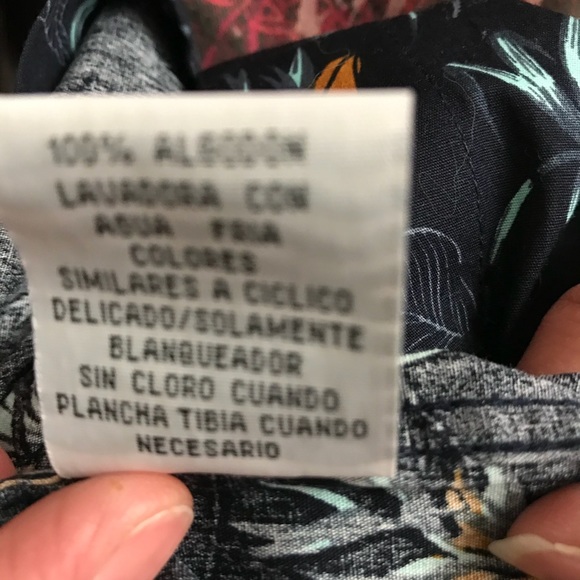 100% ALGODON
LAVADORA CON
AGUA FRIA
COLORES
SIMILARES A CICLICO
DELICADO/SOLAMENTE
BLANQUEADOR
SIN CLORO CUANDO
PLANCHA TIBIA CUANDO
NECESARIO